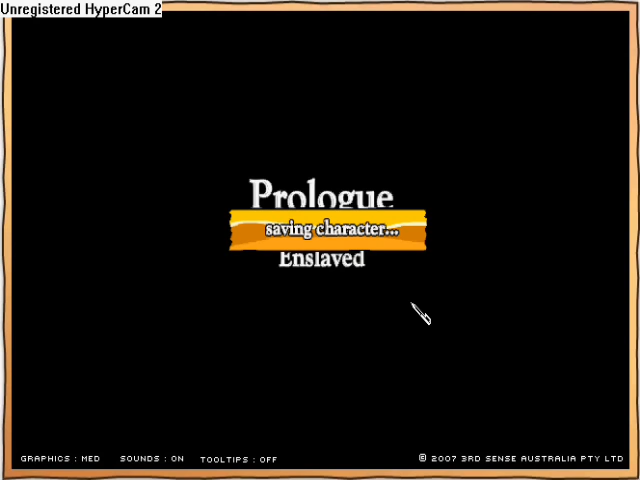 Unregistered HyperCam 2
Prologue
saving character...
Enslaved
GRAPHICS : MED SOUNDS : ON TOOLTIPS : OFF © 2007 3RD SENSE AUSTRALIA PTY LTD